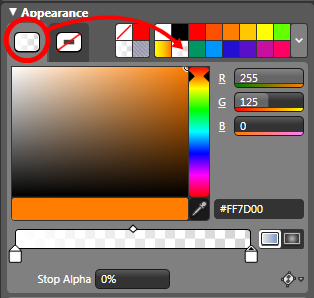 Appearance
R 255
G 125
B 0
#FF7D00
Stop Alpha 0%